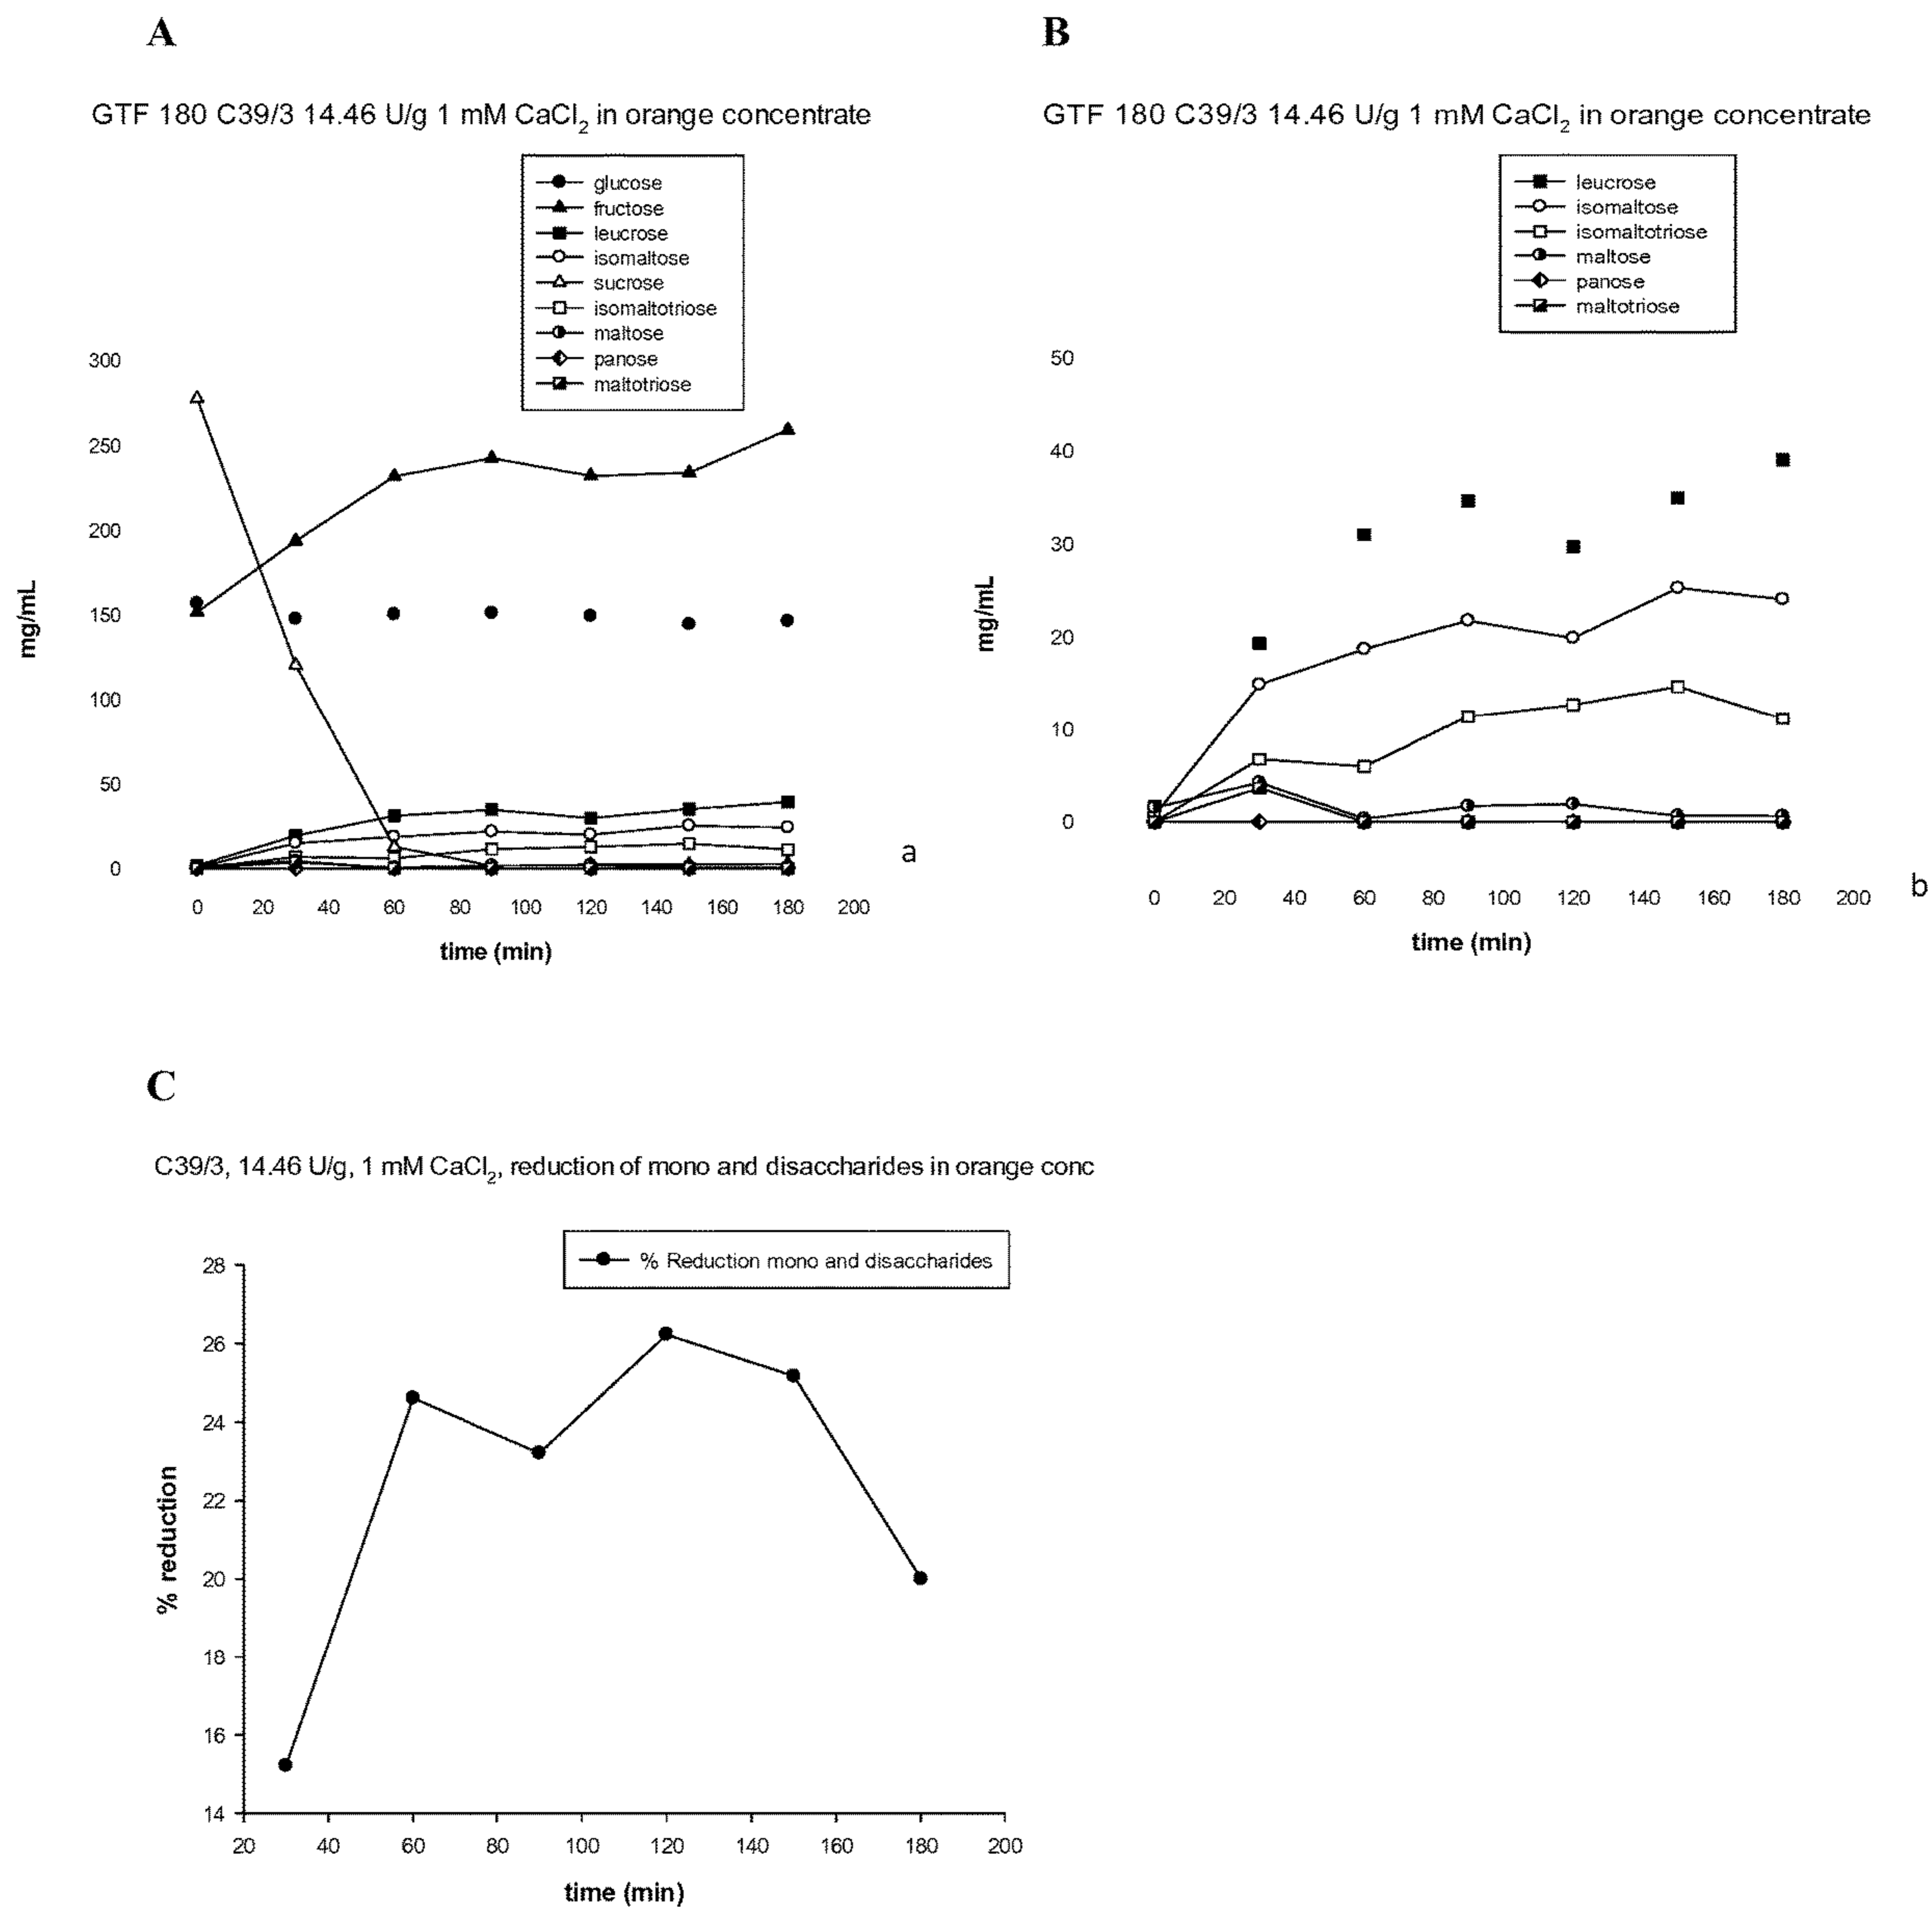 A
GTF 180 C39/3 14.46 U/g 1 mM CaCl2 in orange concentrate
glucose
fructose
leucrose
isomaltose
sucrose
isomaltotriose
maltose
panose
maltotriose
300
250
200
150
100
50
0
mg/mL
0 20 40 60 80 100 120 140 160 180 200
time (min)
a
B
GTF 180 C39/3 14.46 U/g 1 mM CaCl2 in orange concentrate
leucrose
isomaltose
isomaltotriose
maltose
panose
maltotriose
50
40
30
20
10
0
mg/mL
0 20 40 60 80 100 120 140 160 180 200
time (min)
b
C
C39/3, 14.46 U/g, 1 mM CaCl2, reduction of mono and disaccharides in orange conc
% Reduction mono and disaccharides
28
26
24
22
20
18
16
14
% reduction
20 40 60 80 100 120 140 160 180 200
time (min)